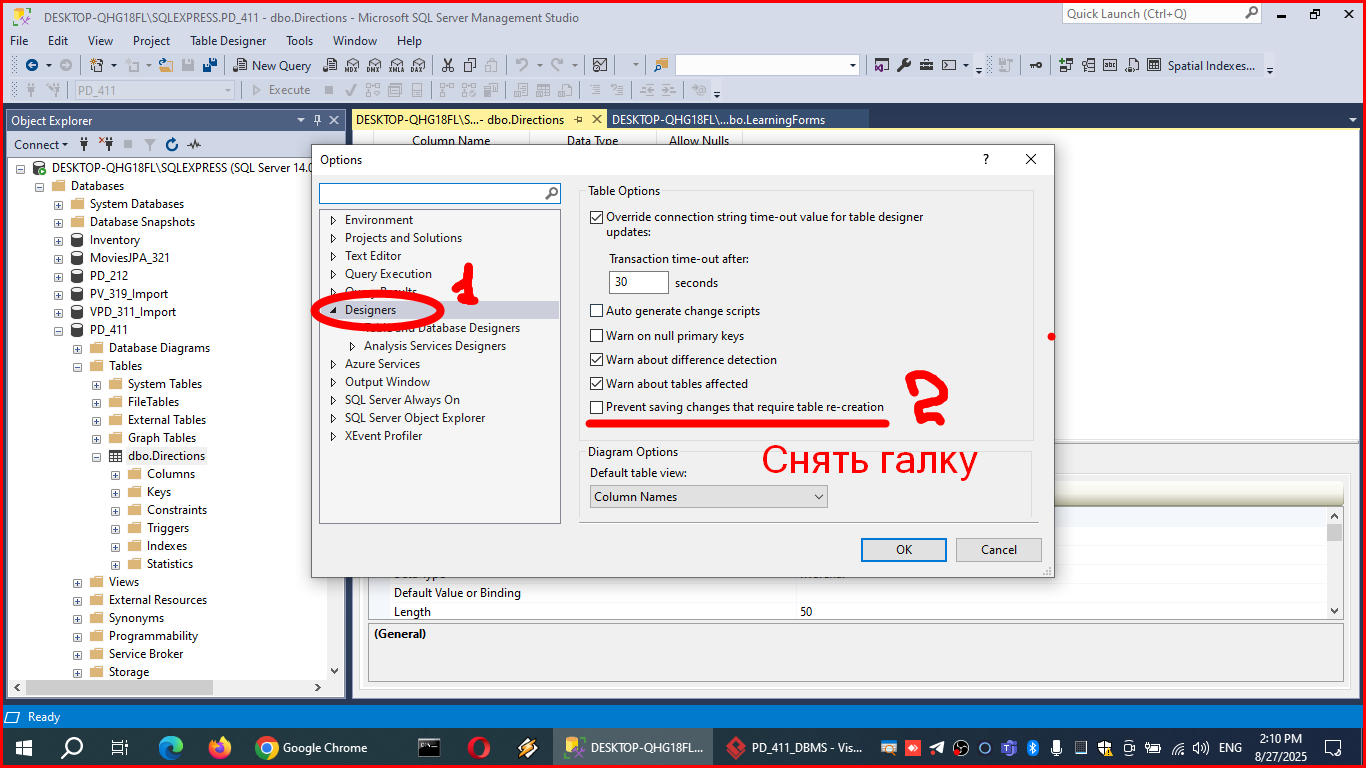 DESKTOP-QHG18FL\SQLEXPRESS.PD_411 - dbo.Directions - Microsoft SQL Server Management Studio
Quick Launch (Ctrl+Q)
File Edit View Project Table Designer Tools Window Help
New Query MDX DMX XMLA DAX Spatial Indexes...
PD_411 Execute
Object Explorer
DESKTOP-QHG18FL\S...- dbo.Directions DESKTOP-QHG18FL\...bo.LearningForms
Connect
Column Name Data Type Allow Nulls
DESKTOP-QHG18FL\SQLEXPRESS (SQL Server 14.0
Databases
System Databases
Database Snapshots
Inventory
MoviesJPA_321
PD_212
PV_319_Import
VPD_311_Import
PD_411
Database Diagrams
Tables
System Tables
FileTables
External Tables
Graph Tables
dbo.Directions
Columns
Keys
Constraints
Triggers
Indexes
Statistics
Views
External Resources
Synonyms
Programmability
Service Broker
Storage
Options
?
Environment
Projects and Solutions
Text Editor
Query Execution
Query Results
1
Designers
Table and Database Designers
Analysis Services Designers
Azure Services
Output Window
SQL Server Always On
SQL Server Object Explorer
XEvent Profiler
Table Options
Override connection string time-out value for table designer
updates:
Transaction time-out after:
30 seconds
Auto generate change scripts
Warn on null primary keys
Warn about difference detection
Warn about tables affected
Prevent saving changes that require table re-creation
2
Снять галку
Diagram Options
Default table view:
Column Names
OK Cancel
Default Value or Binding
Length 50
(General)
Ready
Google Chrome DESKTOP-QHG18FL... PD_411_DBMS - Vis... ENG
2:10 PM
8/27/2025